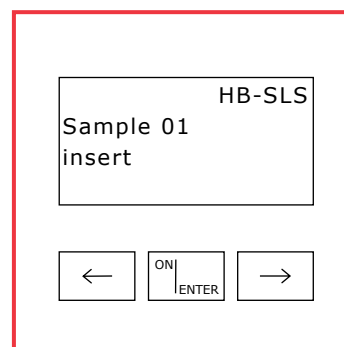 HB-SLS
Sample 01
insert
←
ON
ENTER
→